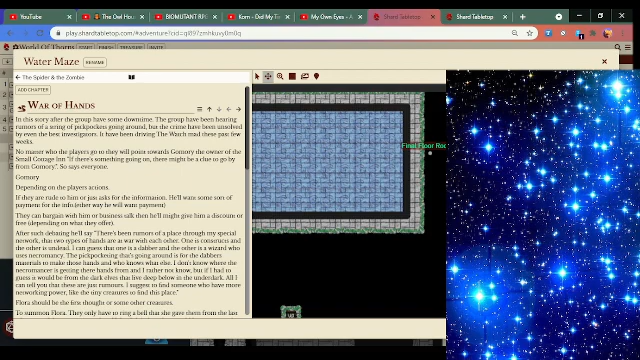 YouTube
The Owl Hou
BIOMUTANT RP
Korn - Did My Ti
My Own Eyes - A
Shard Tabletop
Shard Tabletop
play.shardtabletop.com/#adventure?cid=
World Of Thorns
START
FINISH
TREASURE
Water Maze
RENAME
The Spider & the Zombie
ADD CHAPTER
War of Hands
In this story after the group have some downtime. The group have been hearing
rumors of a string of pickpockets going around, but the crime have been unsolved
by even the best investigators. It have been driving The Watch mad these past few
weeks.
No matter who the players go to they will point towards Gomory the owner of the
Small Cottage Inn "If there's something going on, there might be a clue to go by
from Gomory.". So says everyone.
Gomory
Depending on the players actions.
If they are rude to him or just asks for the information. He'll wants some sort of
payment for the info.(ether way he will want payment)
They can bargain with him or business talk then he'll might give him a discount or
free (depending on what they offer).
After such debating he'll say "There's been rumors of a place through my special
network, that two types of hands are at war with each other. One is constructs and
the other is undead. I can guess that one is a dabber and the other is a wizard who
uses necromancy. The pickpocketing that's going around is for the dabbers
materials to make those hands and who knows what else. I don't know where the
necromancer is getting there hands from and I rather not know, but if I had to
guess it would be from the dark elves that live deep below in the underdark. All I
can tell you that these are just rumours. I suggest to find someone who have more
networking power, like the tiny creatures to find this place."
Flora should be the first thought or some other creatures.
To summon Flora. They only have to ring a bell that she gave them from the last
Final Floor Roo